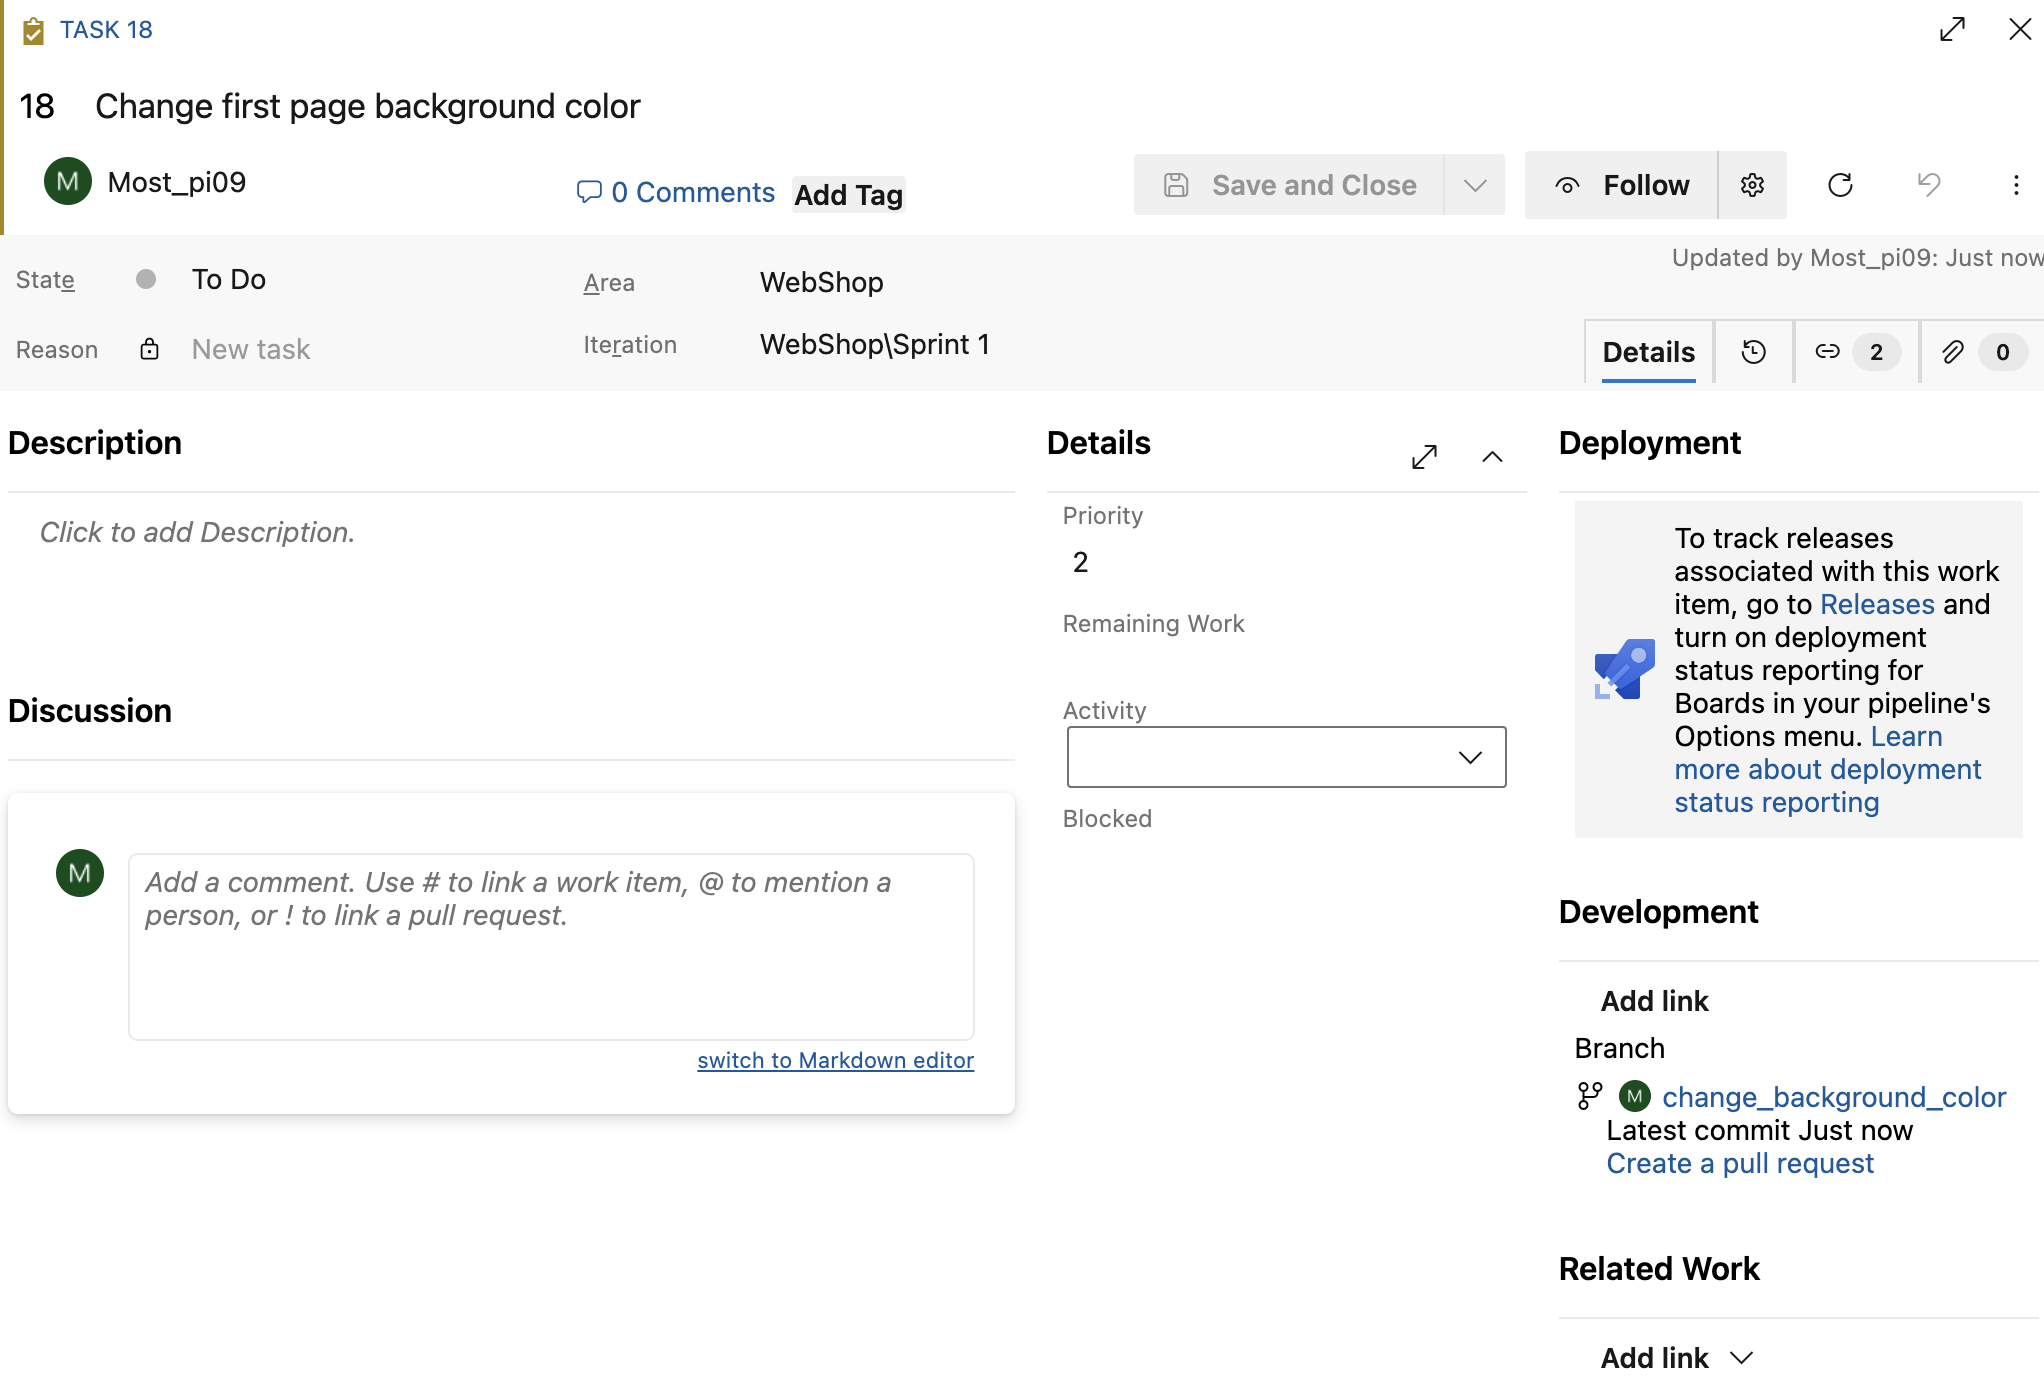 TASK 18
18 Change first page background color
M Most_pi09
0 Comments
Add Tag
Save and Close
Follow
Updated by Most_pi09: Just now
State To Do
Area WebShop
Reason New task
Iteration WebShop\Sprint 1
Details
2
0
Description
Click to add Description.
Discussion
M
Add a comment. Use # to link a work item, @ to mention a
person, or ! to link a pull request.
switch to Markdown editor
Details
Priority
2
Remaining Work
Activity
Blocked
Deployment
To track releases
associated with this work
item, go to Releases and
turn on deployment
status reporting for
Boards in your pipeline's
Options menu. Learn
more about deployment
status reporting
Development
Add link
Branch
M change_background_color
Latest commit Just now
Create a pull request
Related Work
Add link